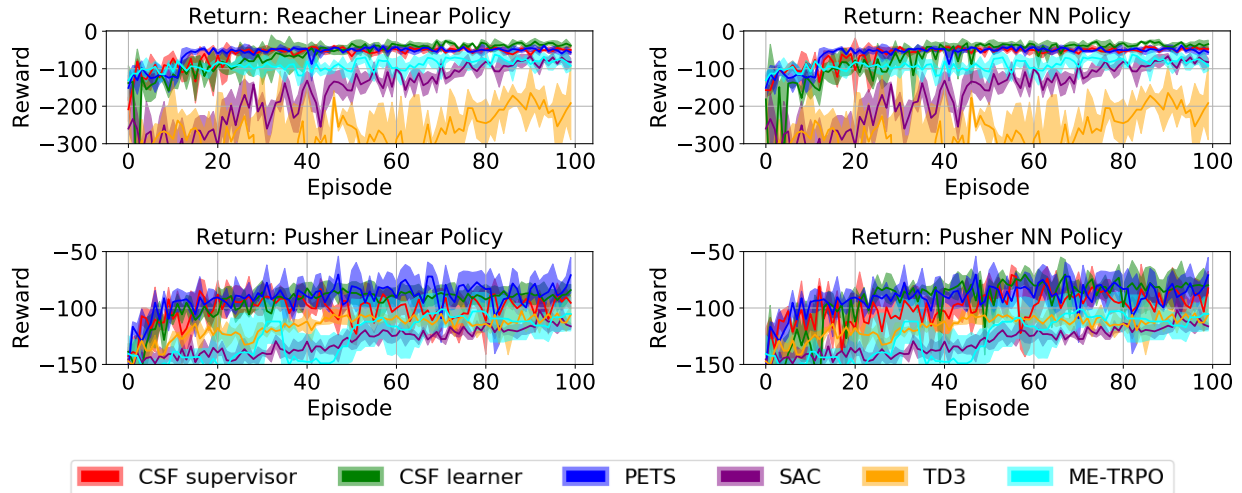 Return: Reacher Linear Policy
0
−100
−200
−300
Reward
0 20 40 60 80 100
Episode
Return: Reacher NN Policy
0
−100
−200
−300
Reward
0 20 40 60 80 100
Episode
Return: Pusher Linear Policy
−50
−100
−150
Reward
0 20 40 60 80 100
Episode
Return: Pusher NN Policy
−50
−100
−150
Reward
0 20 40 60 80 100
Episode
CSF supervisor CSF learner PETS SAC TD3 ME-TRPO